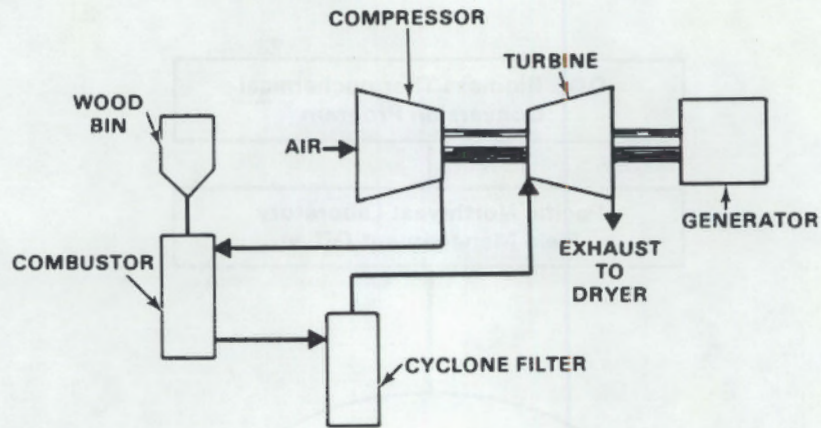 COMPRESSOR
TURBINE
WOOD
BIN
AIR
GENERATOR
COMBUSTOR
EXHAUST
TO
DRYER
CYCLONE FILTER